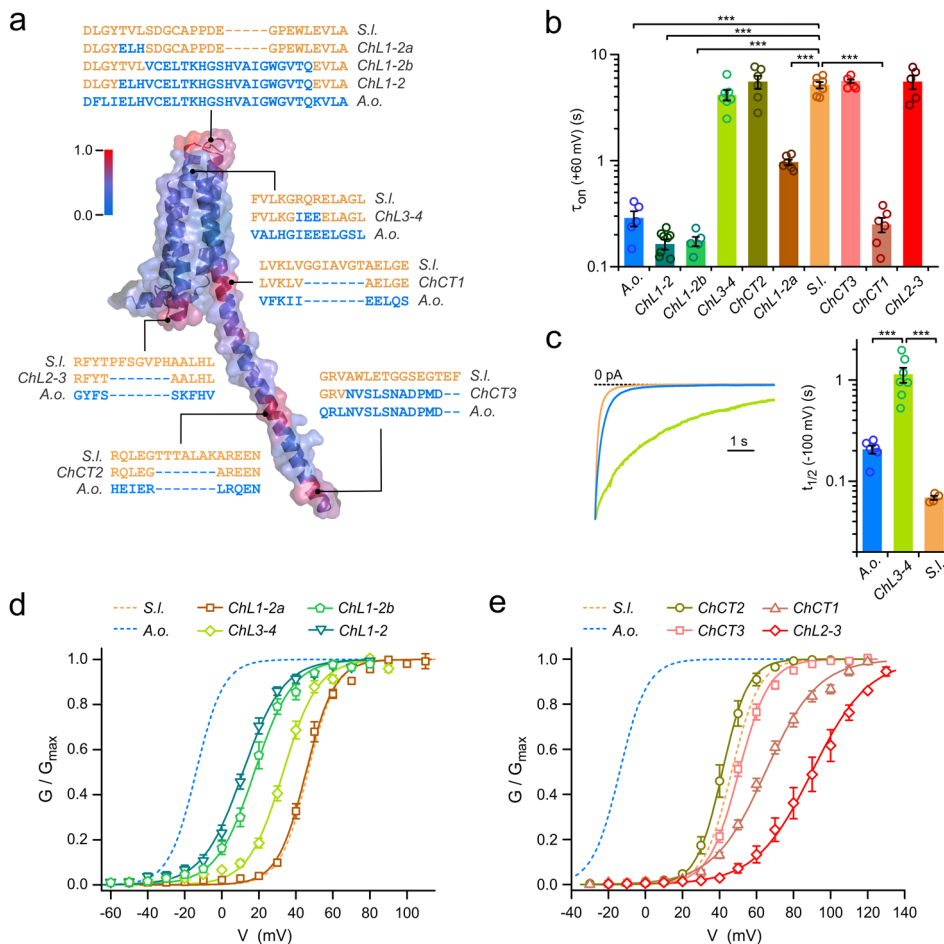 a
DLGYTVLSDGCAPPDE-----GPEWLEVLA S.l.
DLGYELHSDGCAPPDE-----GPEWLEVLA ChL1-2a
DLGYTVLVCELTKHGSHVAIGWGVTQEVLA ChL1-2b
DLGYELHVCELTKHGSHVAIGWGVTQEVLA ChL1-2
DFLIELHVCELTKHGSHVAIGWGVTQKVLA A.o.
1.0
0.0
FVLKGRQRELAGL S.l.
FVLKGIEEELAGL ChL3-4
VALHGIEEELGSL A.o.
LVKLVGGIAVGTAELGE S.l.
LVKLV-------AELGE ChCT1
VFKII-------EELQS A.o.
S.l. RFYTPFSGVPHAALHL
ChL2-3 RFYT-------AALHL
A.o. GYFS-------SKFHV
GRVAWLETGGSEGTEF S.l.
GRVNVSLSNADPMD-- ChCT3
QRLNVSLSNADPMD-- A.o.
S.l. RQLEGTTTALAKAREEN
ChCT2 RQLEG-------AREEN
A.o. HEIER-------LRQEN
b
***
***
***
*** ***
τon (+60 mV) (s)
10
1
0.1
A.o. ChL1-2 ChL1-2b ChL3-4 ChCT2 ChL1-2a S.l. ChCT3 ChCT1 ChL2-3
c
0 pA
1 s
*** ***
t1/2 (-100 mV) (s)
1
0.1
A.o. ChL3-4 S.l.
d
S.l. ChL1-2a ChL1-2b
A.o. ChL3-4 ChL1-2
G / Gmax
1.0
0.8
0.6
0.4
0.2
0.0
-60 -40 -20 0 20 40 60 80 100
V (mV)
e
S.l. ChCT2 ChCT1
A.o. ChCT3 ChL2-3
G / Gmax
1.0
0.8
0.6
0.4
0.2
0.0
-40 -20 0 20 40 60 80 100 120 140
V (mV)